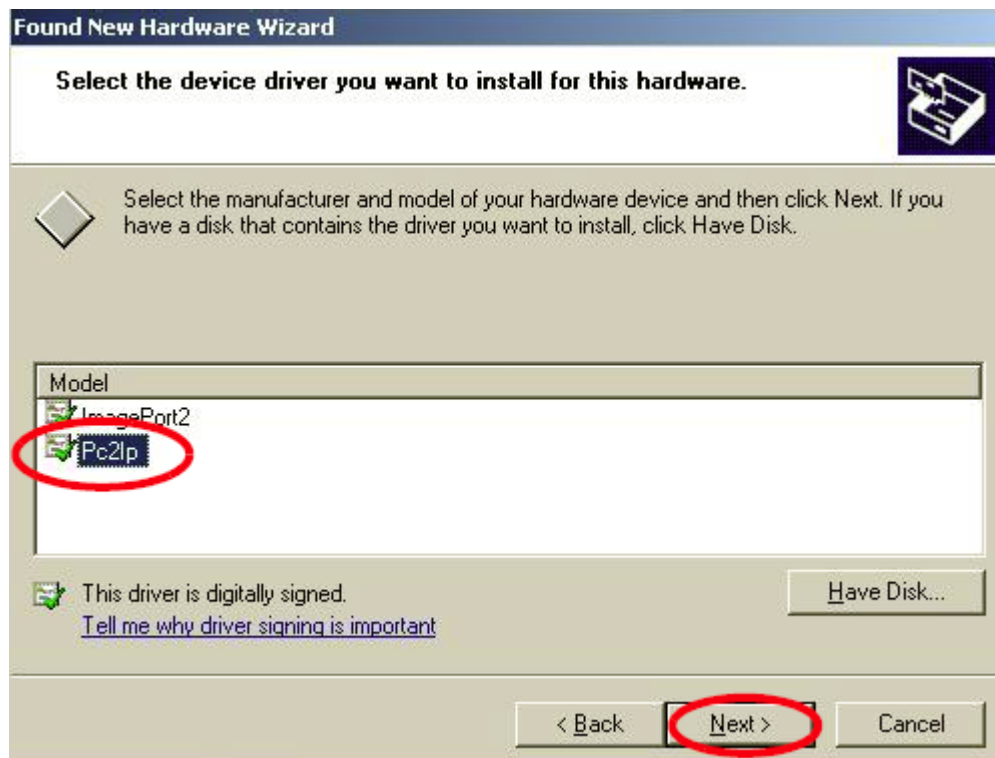 Found New Hardware Wizard
Select the device driver you want to install for this hardware.
Select the manufacturer and model of your hardware device and then click Next. If you
have a disk that contains the driver you want to install, click Have Disk.
Model
ImagePort2
Pc2Ip
This driver is digitally signed.
Tell me why driver signing is important
Have Disk...
< Back
Next >
Cancel